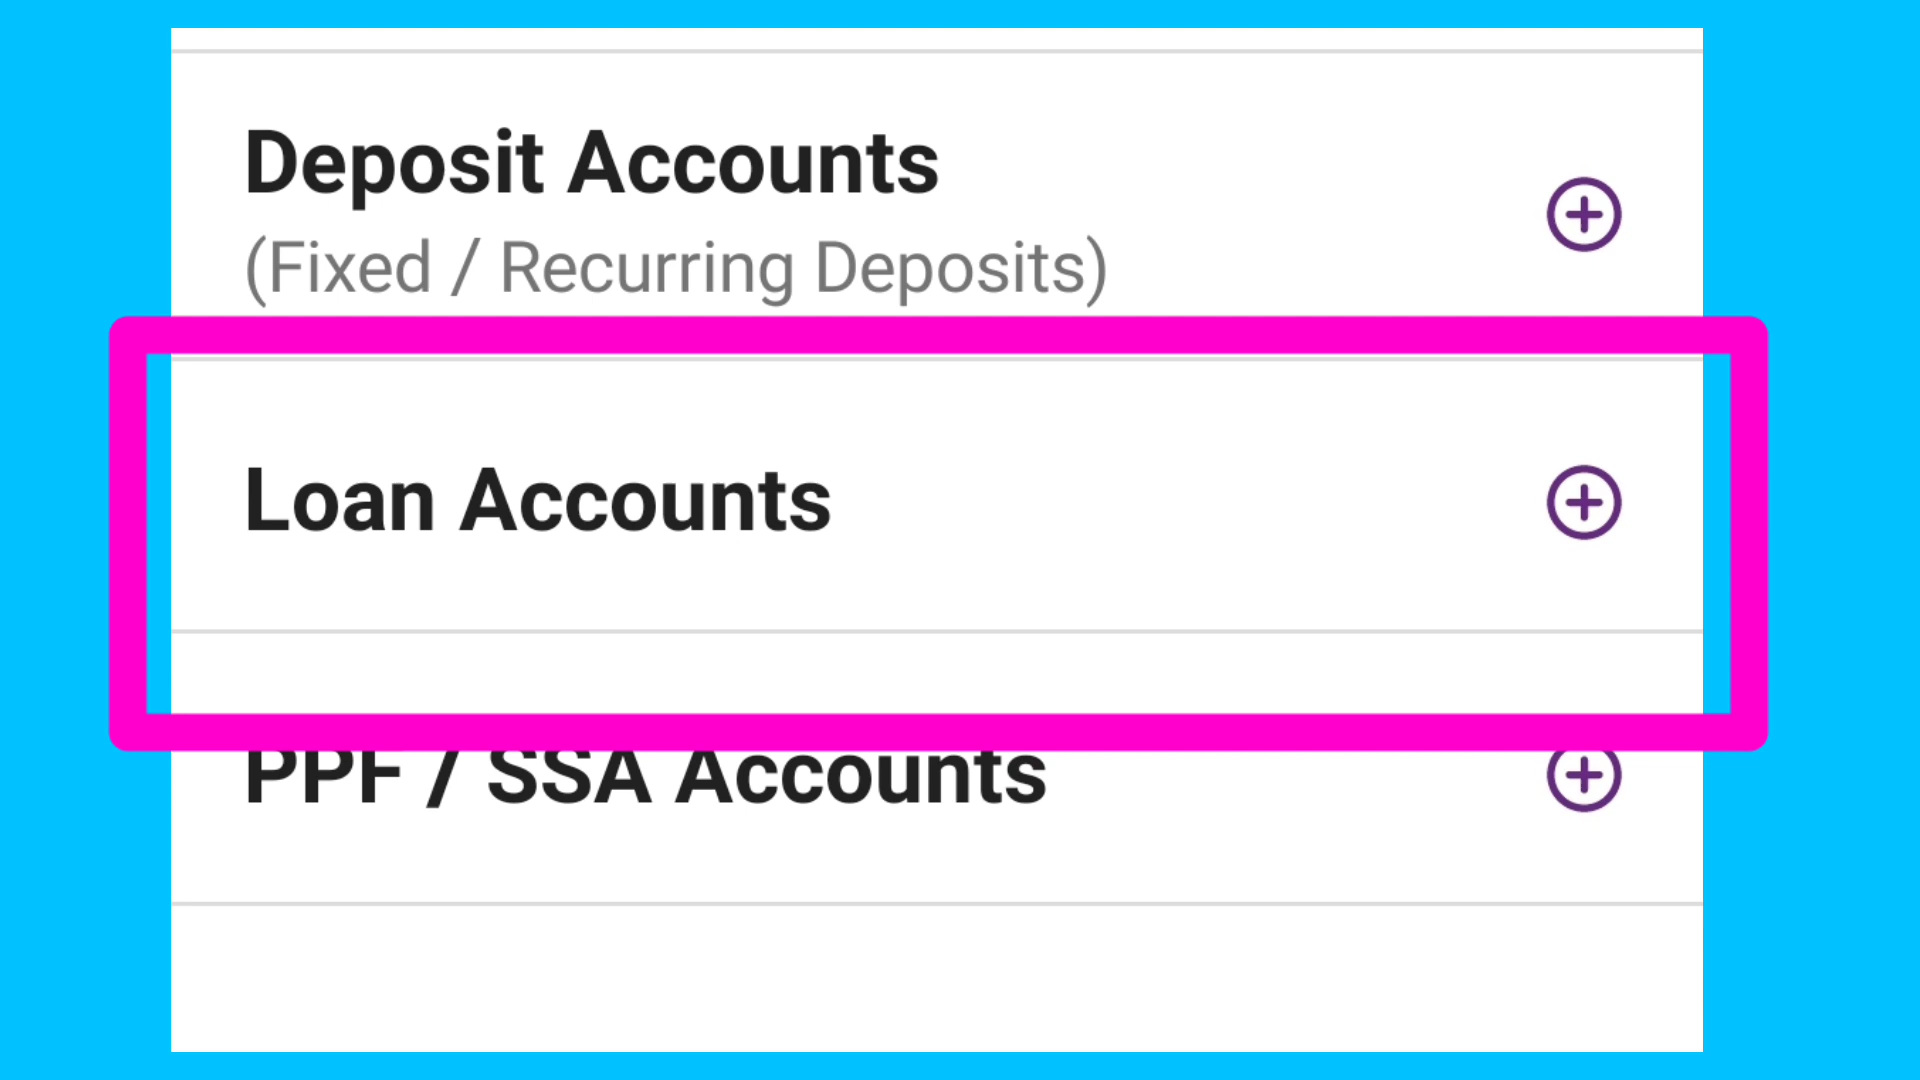 Deposit Accounts
(Fixed / Recurring Deposits)
Loan Accounts
PPF / SSA Accounts